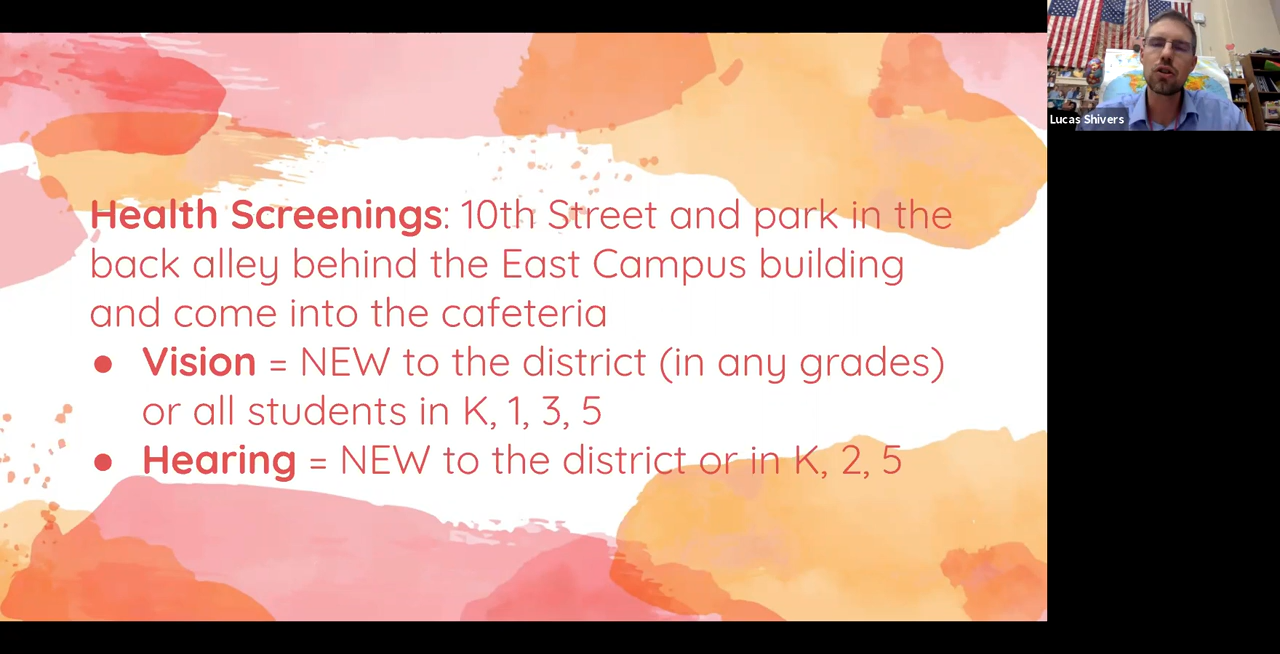 Health Screenings: 10th Street and park in the
back alley behind the East Campus building
and come into the cafeteria
● Vision = NEW to the district (in any grades)
or all students in K, 1, 3, 5
● Hearing = NEW to the district or in K, 2, 5
Lucas Shivers